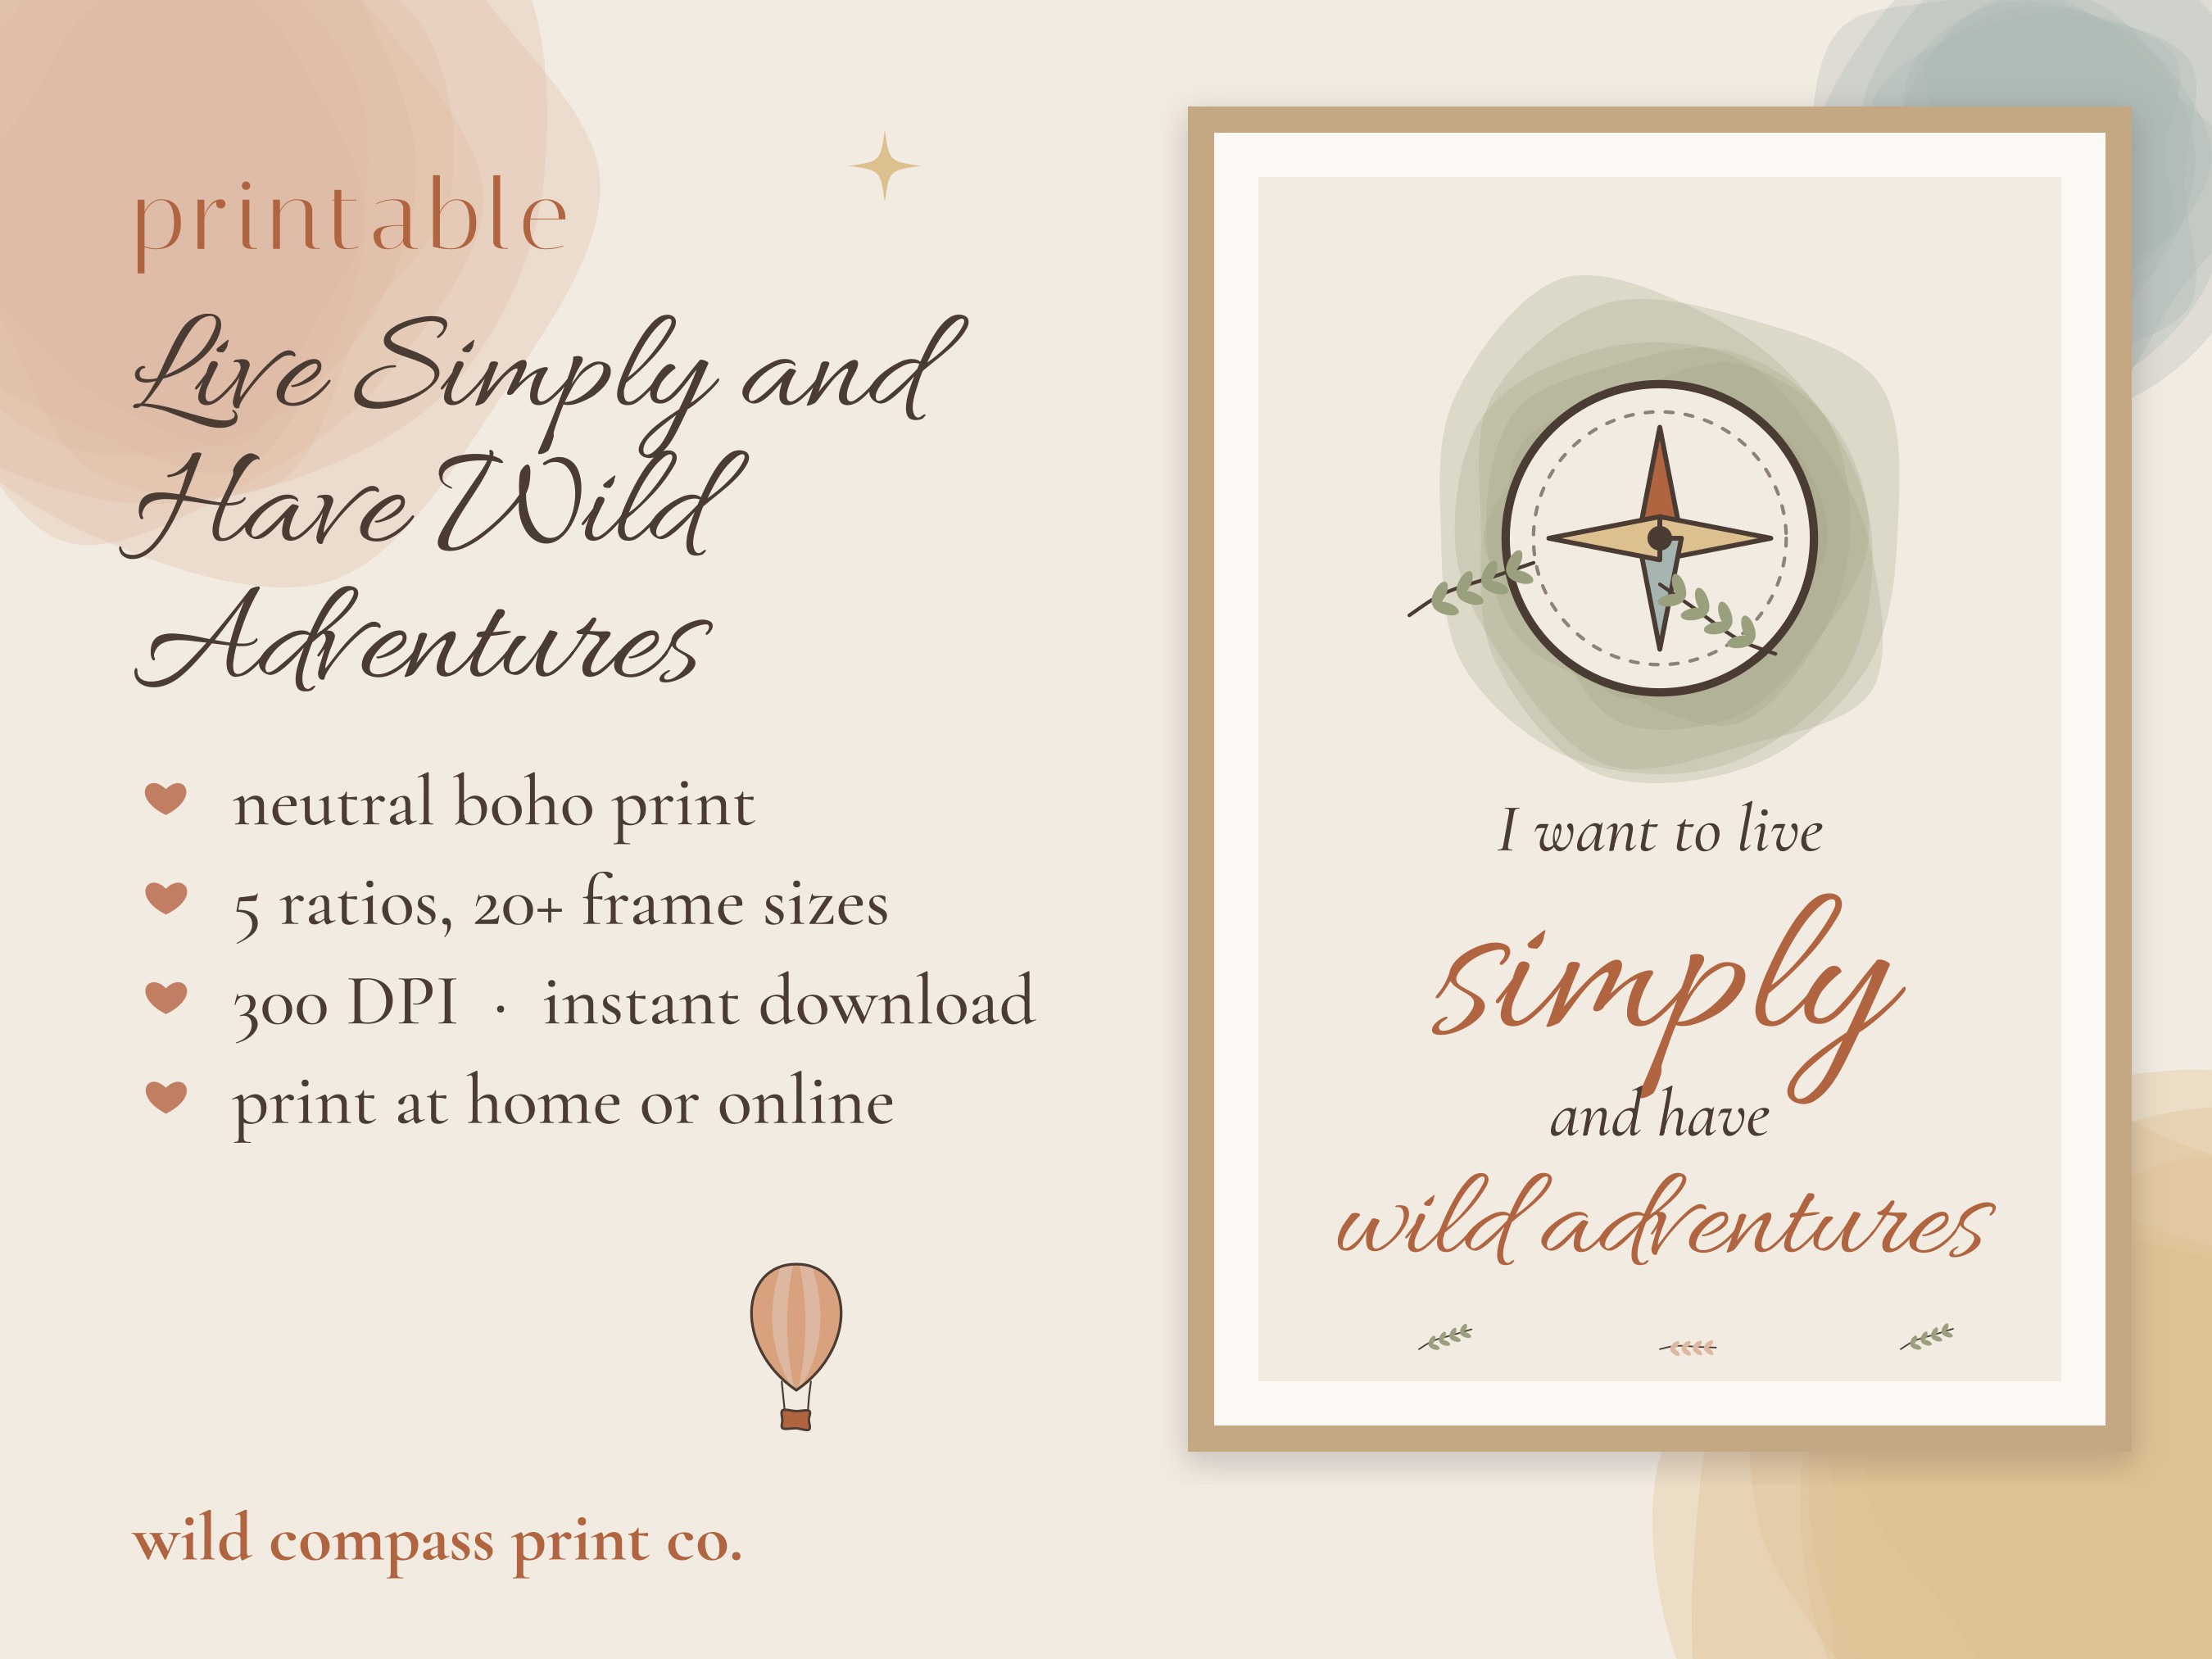 printable
Live Simply and
Have Wild
Adventures
neutral boho print
5 ratios, 20+ frame sizes
300 DPI · instant download
print at home or online
wild compass print co.
I want to live
simply
and have
wild adventures